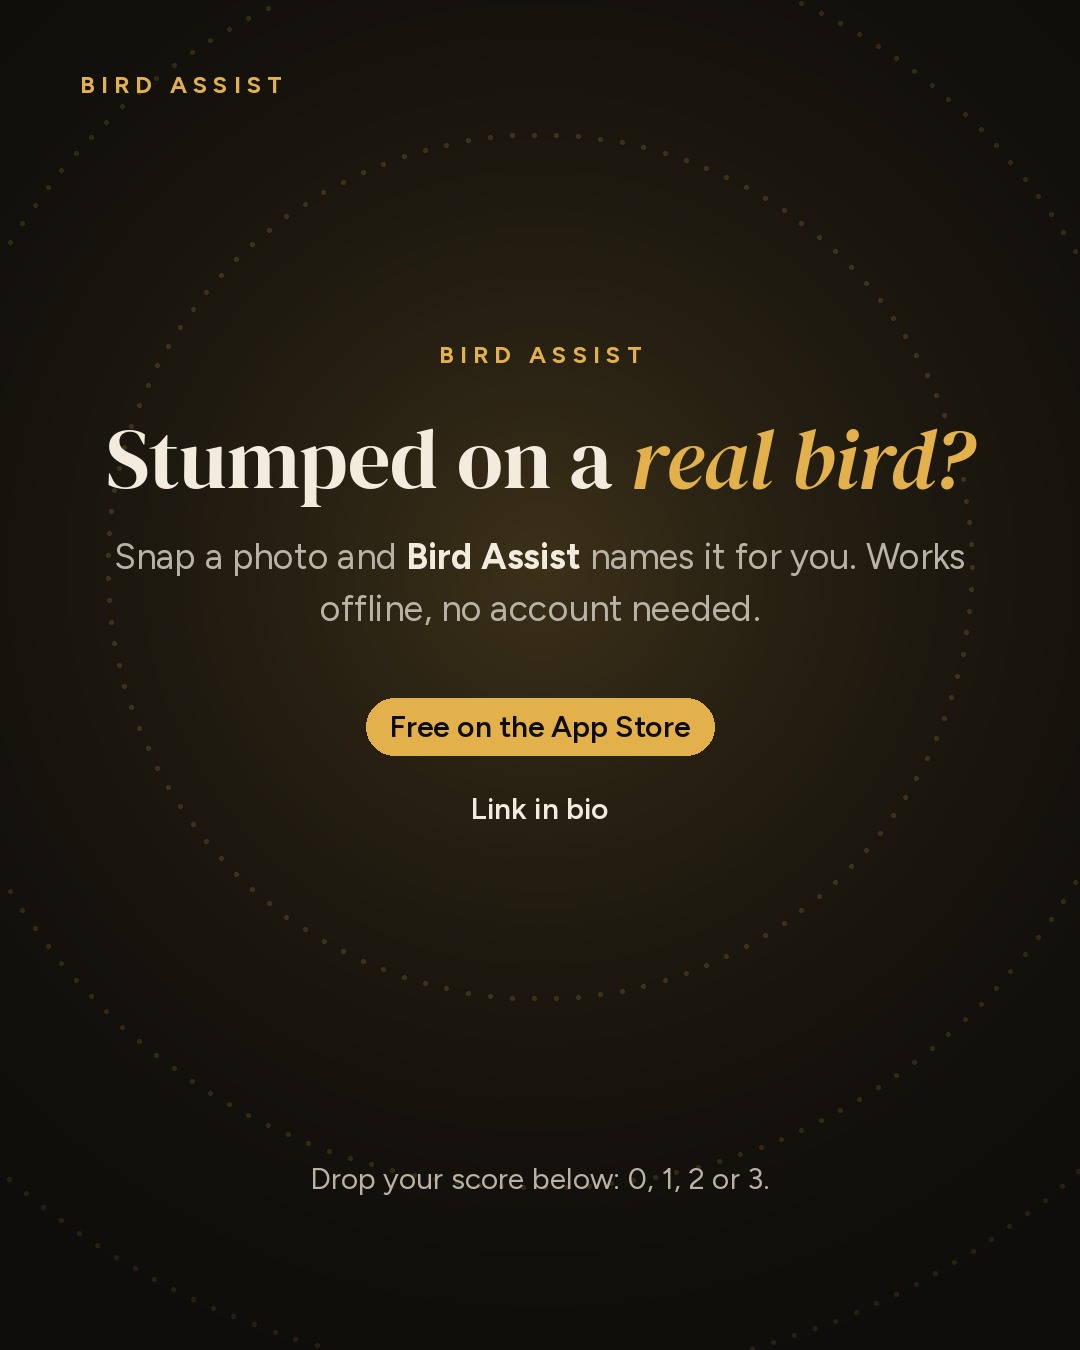 BIRD ASSIST
BIRD ASSIST
Stumped on a real bird?
Snap a photo and Bird Assist names it for you. Works
offline, no account needed.
Free on the App Store
Link in bio
Drop your score below: 0, 1, 2 or 3.